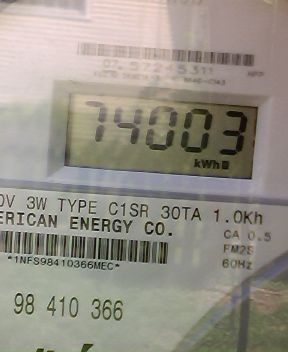 74003
kWh
0V 3W TYPE C1SR 30TA 1.0Kh
ERICAN ENERGY CO.
CA 0.5
FM2S
60Hz
*1NFS98410366MEC*
98 410 366